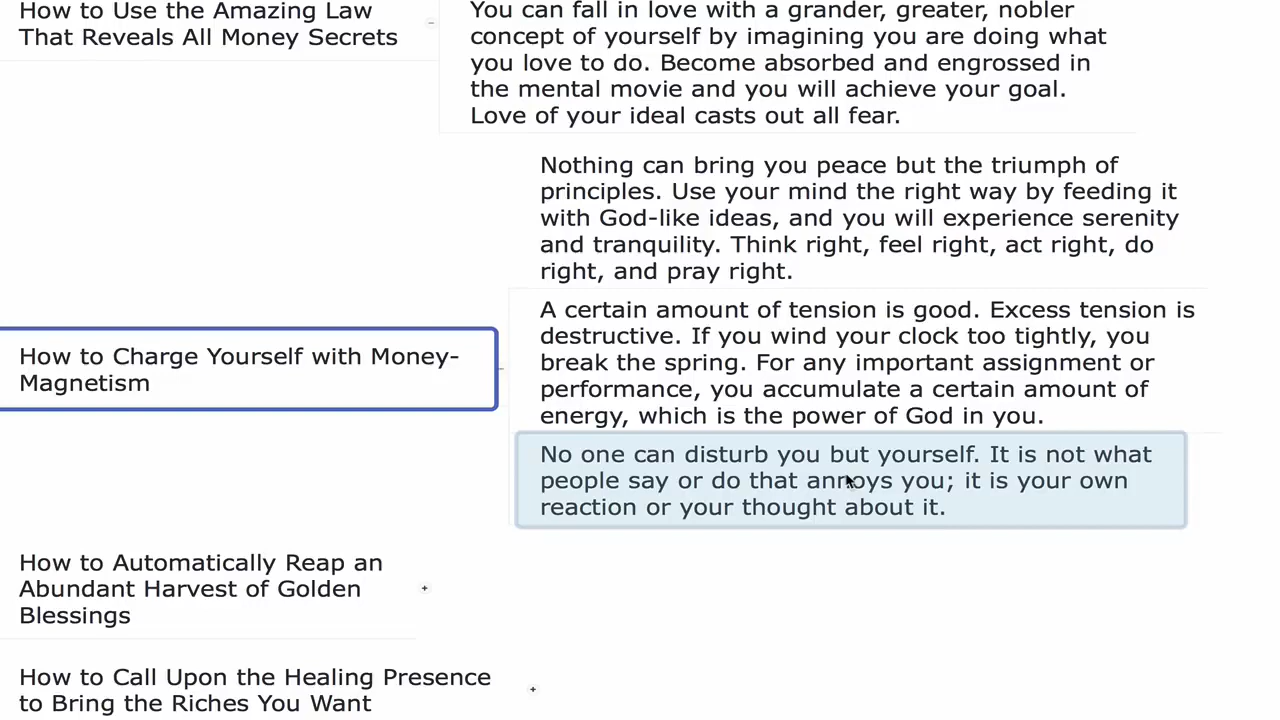 How to Use the Amazing Law
That Reveals All Money Secrets
You can fall in love with a grander, greater, nobler
concept of yourself by imagining you are doing what
you love to do. Become absorbed and engrossed in
the mental movie and you will achieve your goal.
Love of your ideal casts out all fear.
How to Charge Yourself with Money-
Magnetism
Nothing can bring you peace but the triumph of
principles. Use your mind the right way by feeding it
with God-like ideas, and you will experience serenity
and tranquility. Think right, feel right, act right, do
right, and pray right.
A certain amount of tension is good. Excess tension is
destructive. If you wind your clock too tightly, you
break the spring. For any important assignment or
performance, you accumulate a certain amount of
energy, which is the power of God in you.
No one can disturb you but yourself. It is not what
people say or do that annoys you; it is your own
reaction or your thought about it.
How to Automatically Reap an
Abundant Harvest of Golden
Blessings
How to Call Upon the Healing Presence
to Bring the Riches You Want